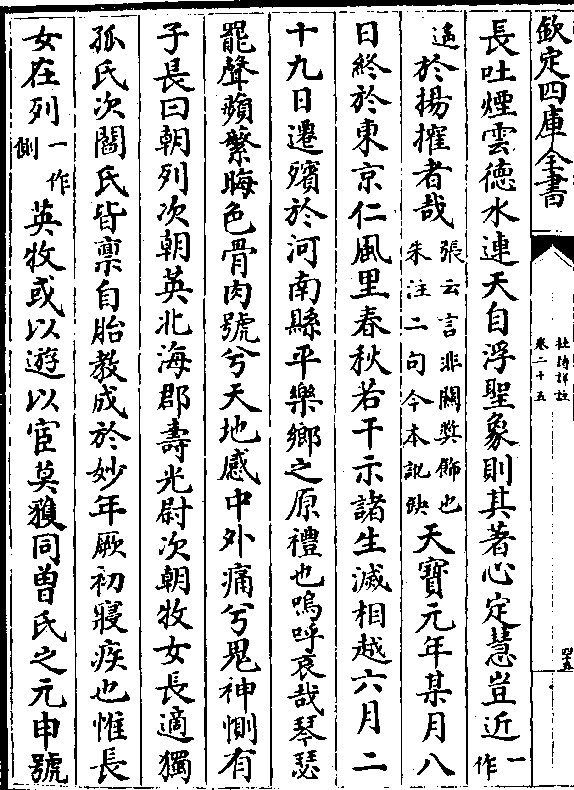 欽定四庫全書
杜詩詳註
卷二十五
四五
長吐煙雲德水連天自浮聖象則其著心定慧豈近一作
遙於揚搉者哉張云言非關奬飾也朱注二句今本訛缺天寶元年某月八
日終於東京仁風里春秋若干示諸生滅相越六月二
十九日遷殯於河南縣平樂鄉之原禮也嗚呼哀哉琴瑟
罷聲蘋蘩晦色骨肉號兮天地感中外痛兮鬼神惻有
子長曰朝列次朝英北海郡壽光尉次朝牧女長適獨
孤氏次閻氏皆禀自胎教成於妙年厥初寢疾也惟長
女在列一作側英牧或以遊以宦莫獲同曽氏之元申號